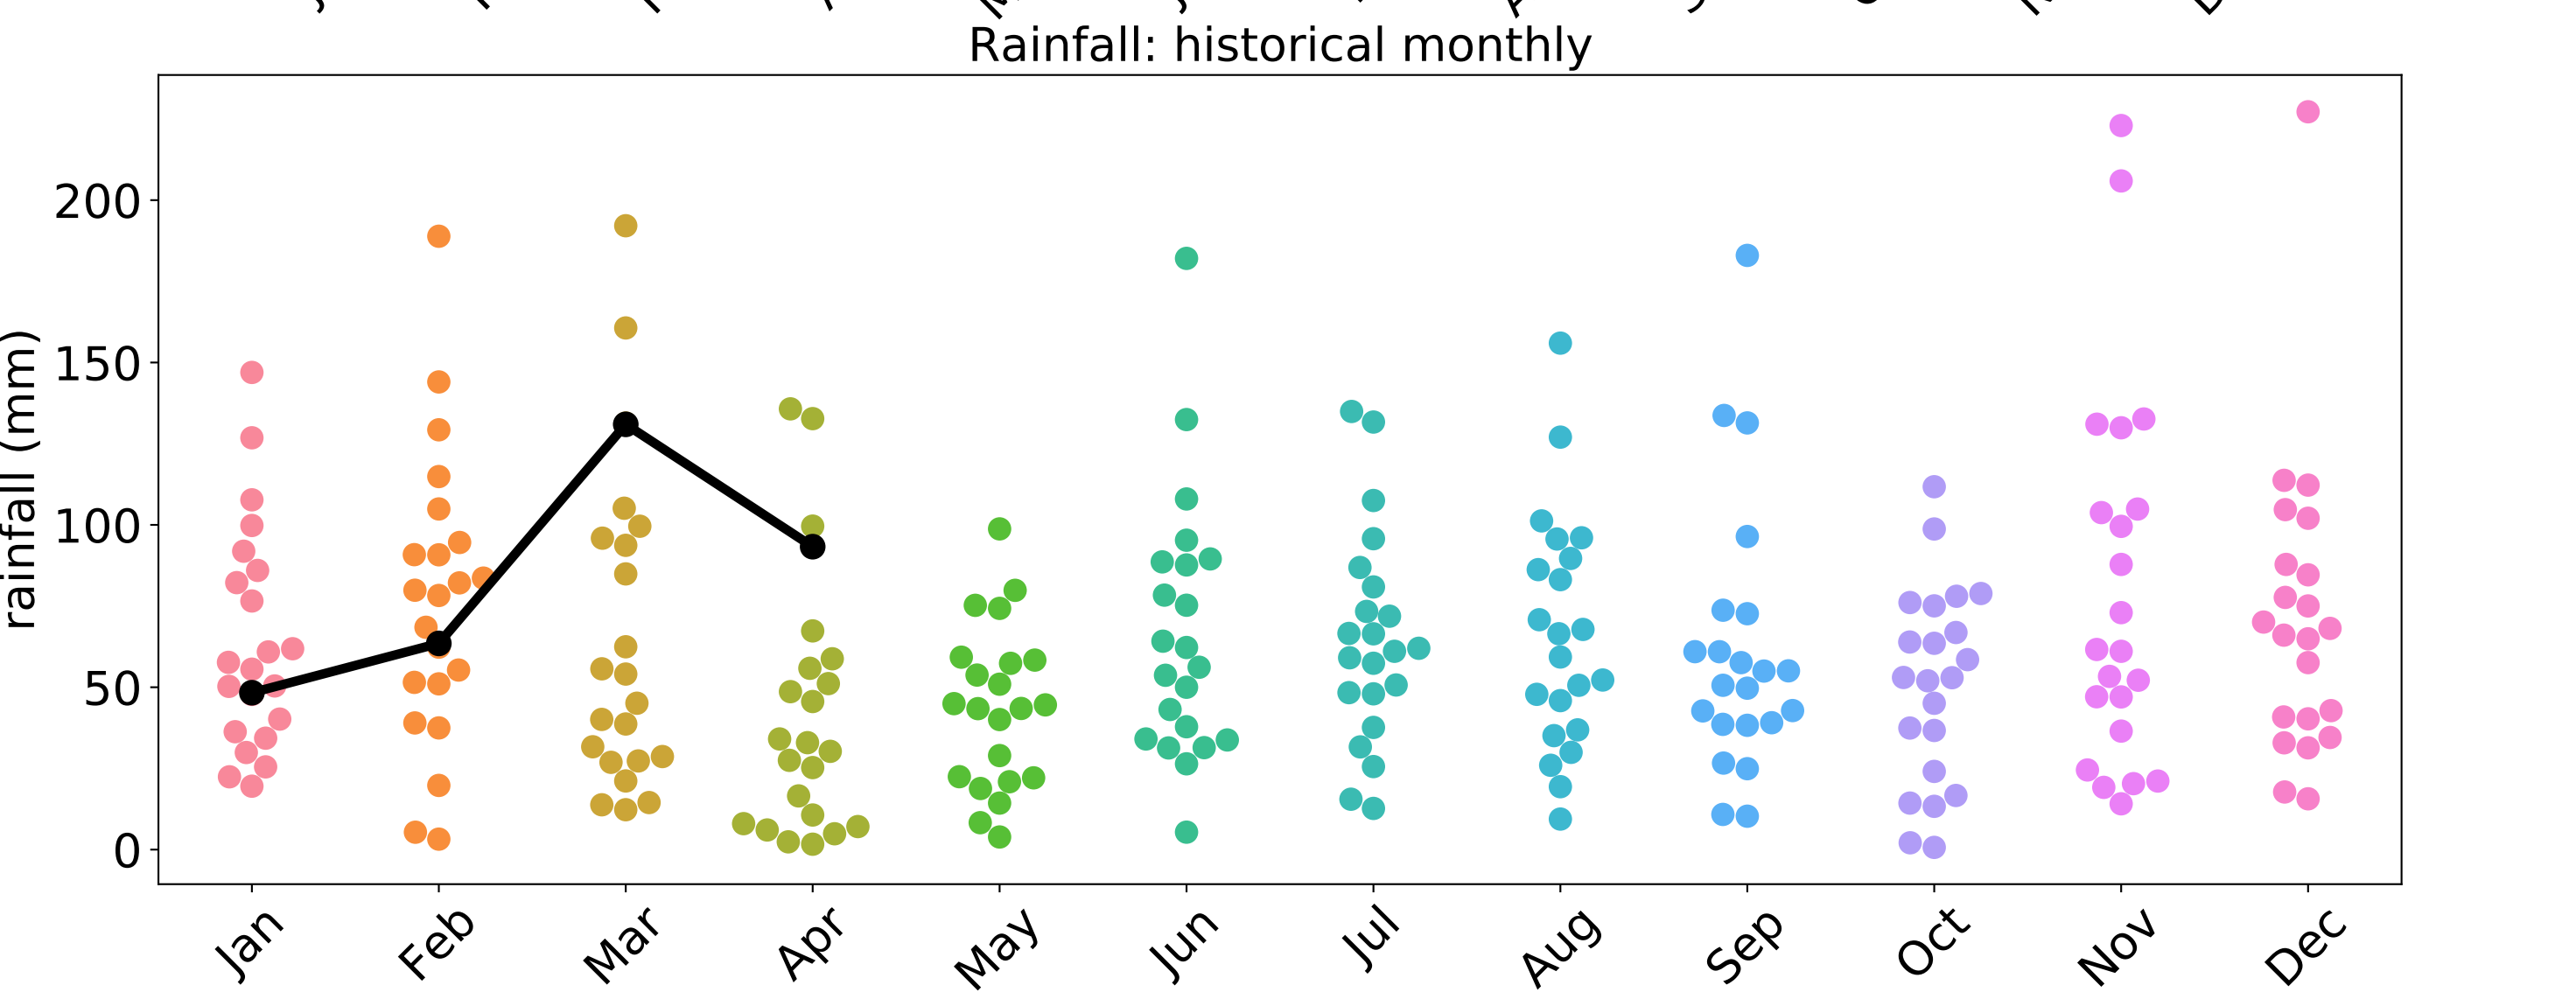 Rainfall: historical monthly
rainfall (mm)
200
150
100
50
0
Jan
Feb
Mar
Apr
May
Jun
Jul
Aug
Sep
Oct
Nov
Dec